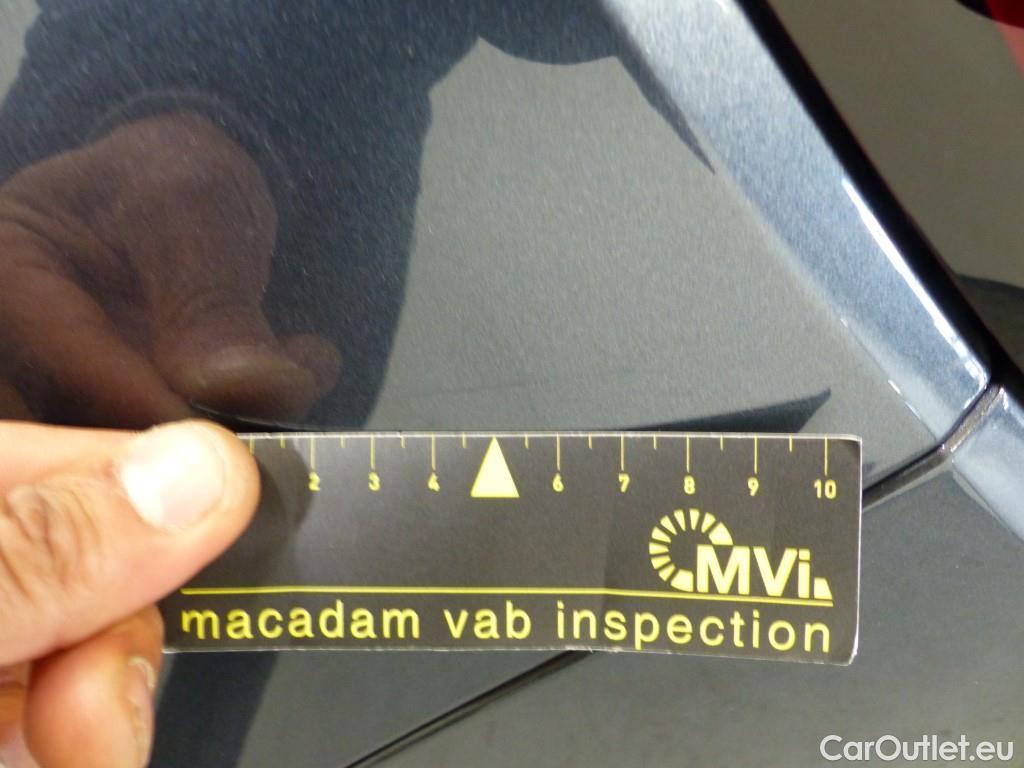 2 3 4 6 7 8 9 10
MVi
macadam vab inspection
CarOutlet.eu